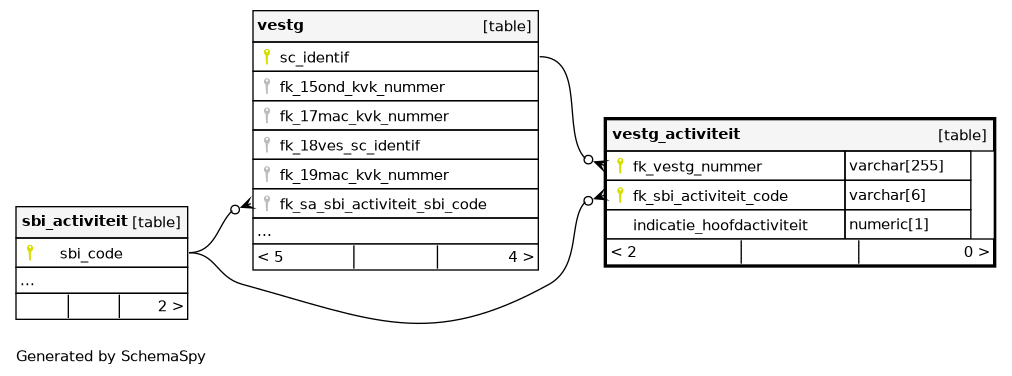 vestg [table]
sc_identif
fk_15ond_kvk_nummer
fk_17mac_kvk_nummer
fk_18ves_sc_identif
fk_19mac_kvk_nummer
fk_sa_sbi_activiteit_sbi_code
...
< 5 4 >
vestg_activiteit [table]
fk_vestg_nummer varchar[255]
fk_sbi_activiteit_code varchar[6]
indicatie_hoofdactiviteit numeric[1]
< 2 0 >
sbi_activiteit [table]
sbi_code
...
2 >
Generated by SchemaSpy